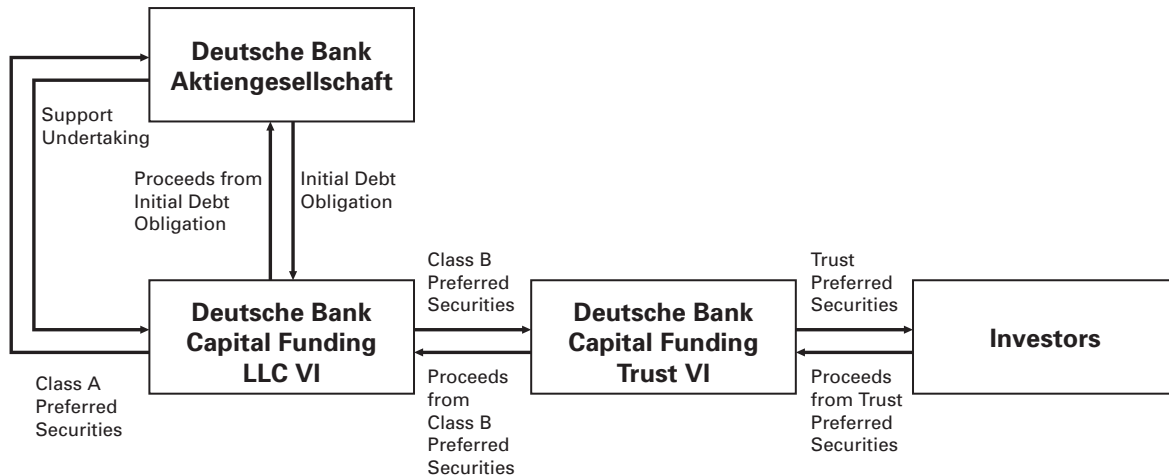 Deutsche Bank
Aktiengesellschaft
Support
Undertaking
Proceeds from
Initial Debt
Obligation
Initial Debt
Obligation
Class B
Preferred
Securities
Trust
Preferred
Securities
Deutsche Bank
Capital Funding
LLC VI
Deutsche Bank
Capital Funding
Trust VI
Investors
Class A
Preferred
Securities
Proceeds
from
Class B
Preferred
Securities
Proceeds
from Trust
Preferred
Securities